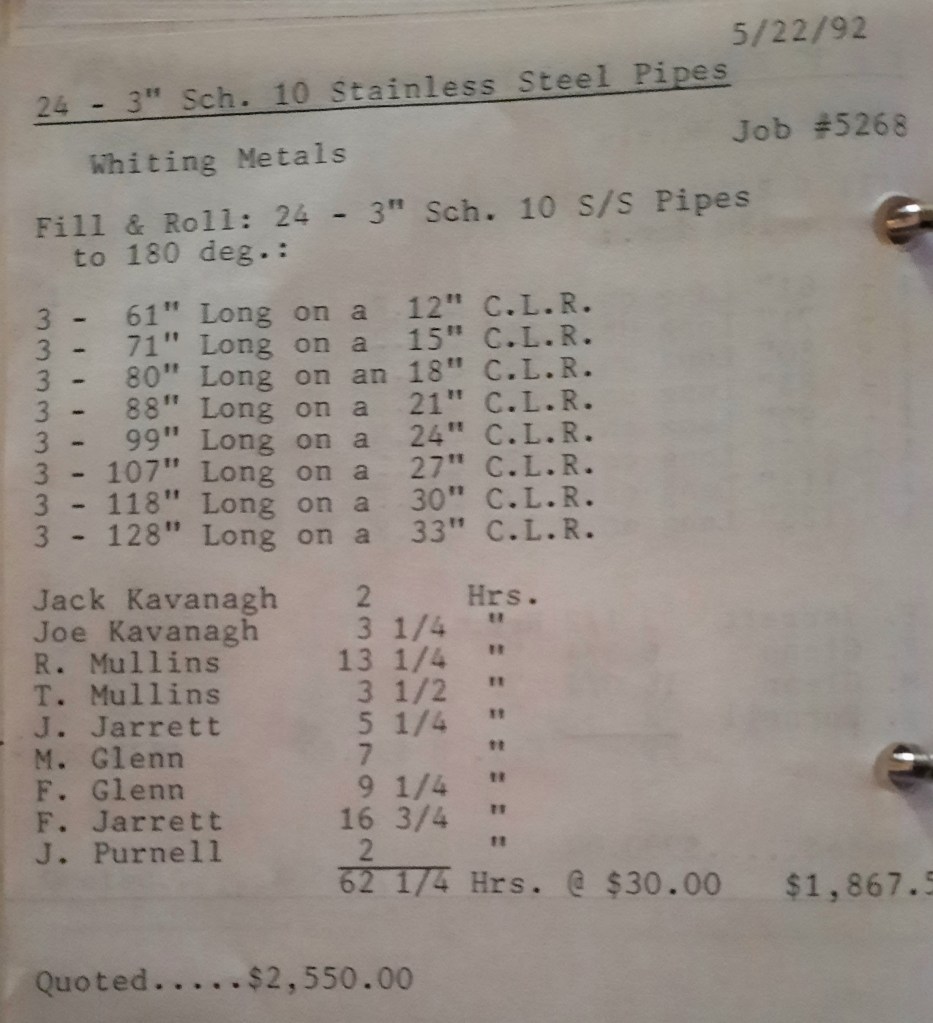 5/22/92
24 - 3" Sch. 10 Stainless Steel Pipes
Job #5268
Whiting Metals
Fill & Roll: 24 - 3" Sch. 10 S/S Pipes
to 180 deg.:
3 - 61" Long on a 12" C.L.R.
3 - 71" Long on a 15" C.L.R.
3 - 80" Long on an 18" C.L.R.
3 - 88" Long on a 21" C.L.R.
3 - 99" Long on a 24" C.L.R.
3 - 107" Long on a 27" C.L.R.
3 - 118" Long on a 30" C.L.R.
3 - 128" Long on a 33" C.L.R.
Jack Kavanagh 2 Hrs.
Joe Kavanagh 3 1/4 "
R. Mullins 13 1/4 "
T. Mullins 3 1/2 "
J. Jarrett 5 1/4 "
M. Glenn 7 "
F. Glenn 9 1/4 "
F. Jarrett 16 3/4 "
J. Purnell 2 "
62 1/4 Hrs. @ $30.00 $1,867.5
Quoted.....$2,550.00